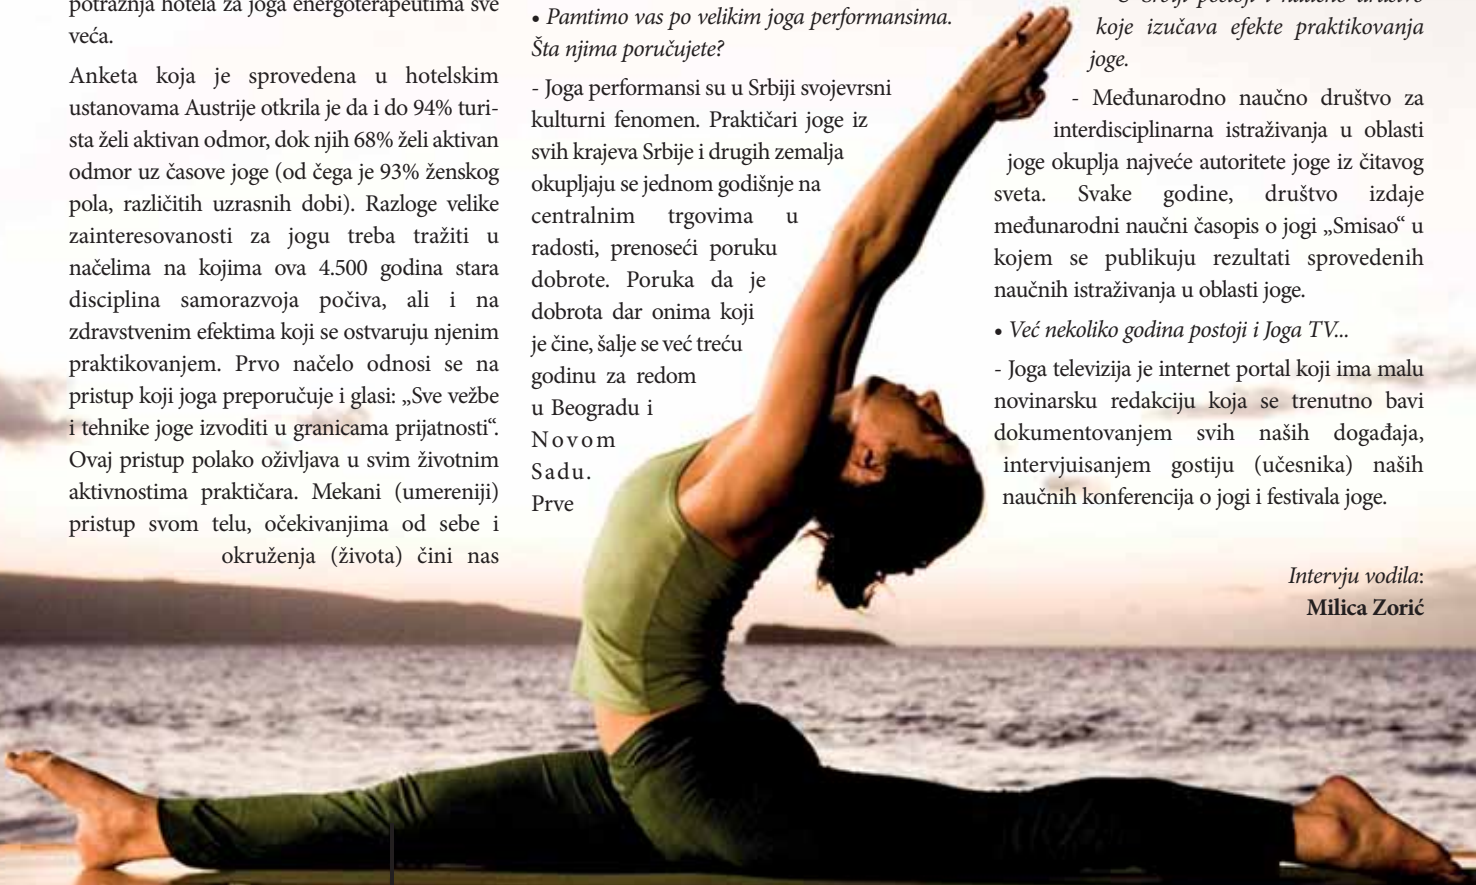 potražnja hotela za joga energoterapeutima sve
veća.
Anketa koja je sprovedena u hotelskim
ustanovama Austrije otkrila je da i do 94% turi-
sta želi aktivan odmor, dok njih 68% želi aktivan
odmor uz časove joge (od čega je 93% ženskog
pola, različitih uzrasnih dobi). Razloge velike
zainteresovanosti za jogu treba tražiti u
načelima na kojima ova 4.500 godina stara
disciplina samorazvoja počiva, ali i na
zdravstvenim efektima koji se ostvaruju njenim
praktikovanjem. Prvo načelo odnosi se na
pristup koji joga preporučuje i glasi: „Sve vežbe
i tehnike joge izvoditi u granicama prijatnosti“.
Ovaj pristup polako oživljava u svim životnim
aktivnostima praktičara. Mekani (umereniji)
pristup svom telu, očekivanjima od sebe i
okruženja (života) čini nas
• Pamtimo vas po velikim joga performansima.
Šta njima poručujete?
- Joga performansi su u Srbiji svojevrsni
kulturni fenomen. Praktičari joge iz
svih krajeva Srbije i drugih zemalja
okupljaju se jednom godišnje na
centralnim trgovima u
radosti, prenoseći poruku
dobrote. Poruka da je
dobrota dar onima koji
je čine, šalje se već treću
godinu za redom
u Beogradu i
Novom
Sadu.
Prve
U Srbiji postoji i naučno društvo
koje izučava efekte praktikovanja
joge.
- Međunarodno naučno društvo za
interdisciplinarna istraživanja u oblasti
joge okuplja najveće autoritete joge iz čitavog
sveta. Svake godine, društvo izdaje
međunarodni naučni časopis o jogi „Smisao“ u
kojem se publikuju rezultati sprovedenih
naučnih istraživanja u oblasti joge.
• Već nekoliko godina postoji i Joga TV...
- Joga televizija je internet portal koji ima malu
novinarsku redakciju koja se trenutno bavi
dokumentovanjem svih naših događaja,
intervjuisanjem gostiju (učesnika) naših
naučnih konferencija o jogi i festivala joge.
Intervju vodila:
Milica Zorić